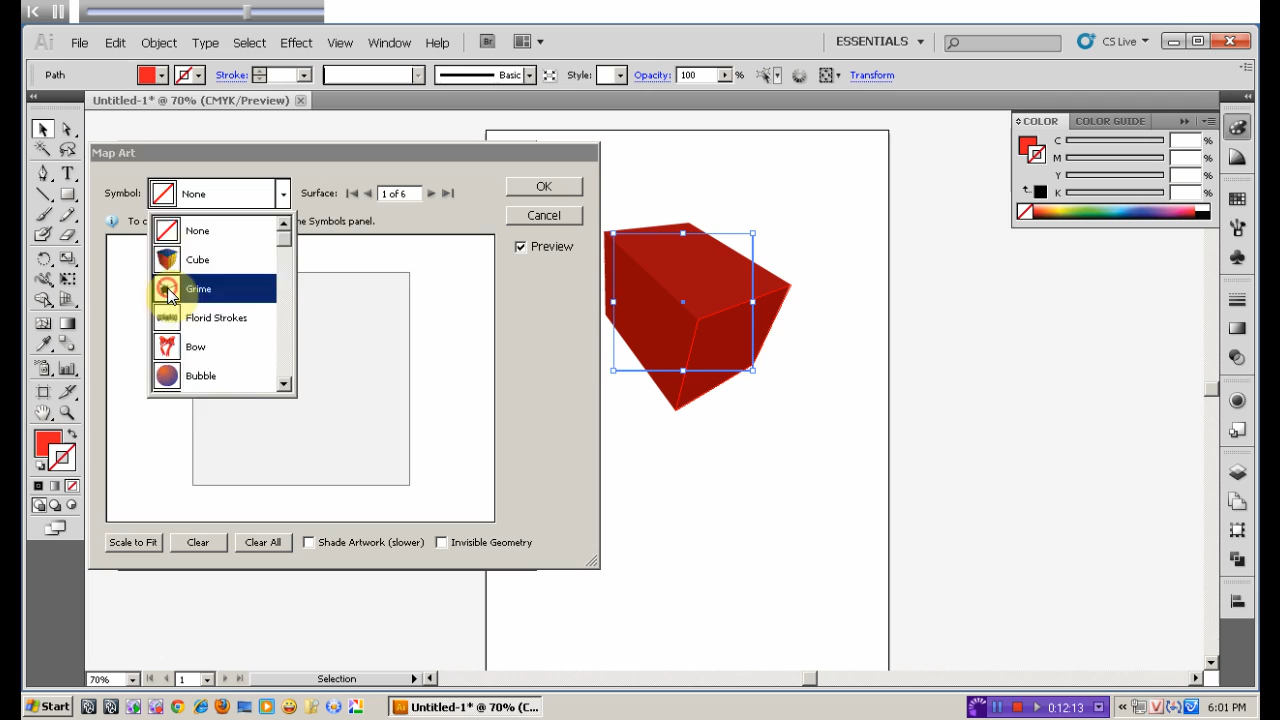 Ai File Edit Object Type Select Effect View Window Help Br ESSENTIALS CS Live
Path Stroke: Basic Style: Opacity: 100 % Transform
Untitled-1* @ 70% (CMYK/Preview)
COLOR COLOR GUIDE
C %
M %
Y %
K %
Map Art
Symbol: None Surface: 1 of 6 OK
To c he Symbols panel. Cancel
None
Preview
Cube
Grime
Florid Strokes
Bow
Bubble
Scale to Fit Clear Clear All Shade Artwork (slower) Invisible Geometry
70% 1 Selection
Start Untitled-1* @ 70% (C... 0:12:13 « 6:01 PM